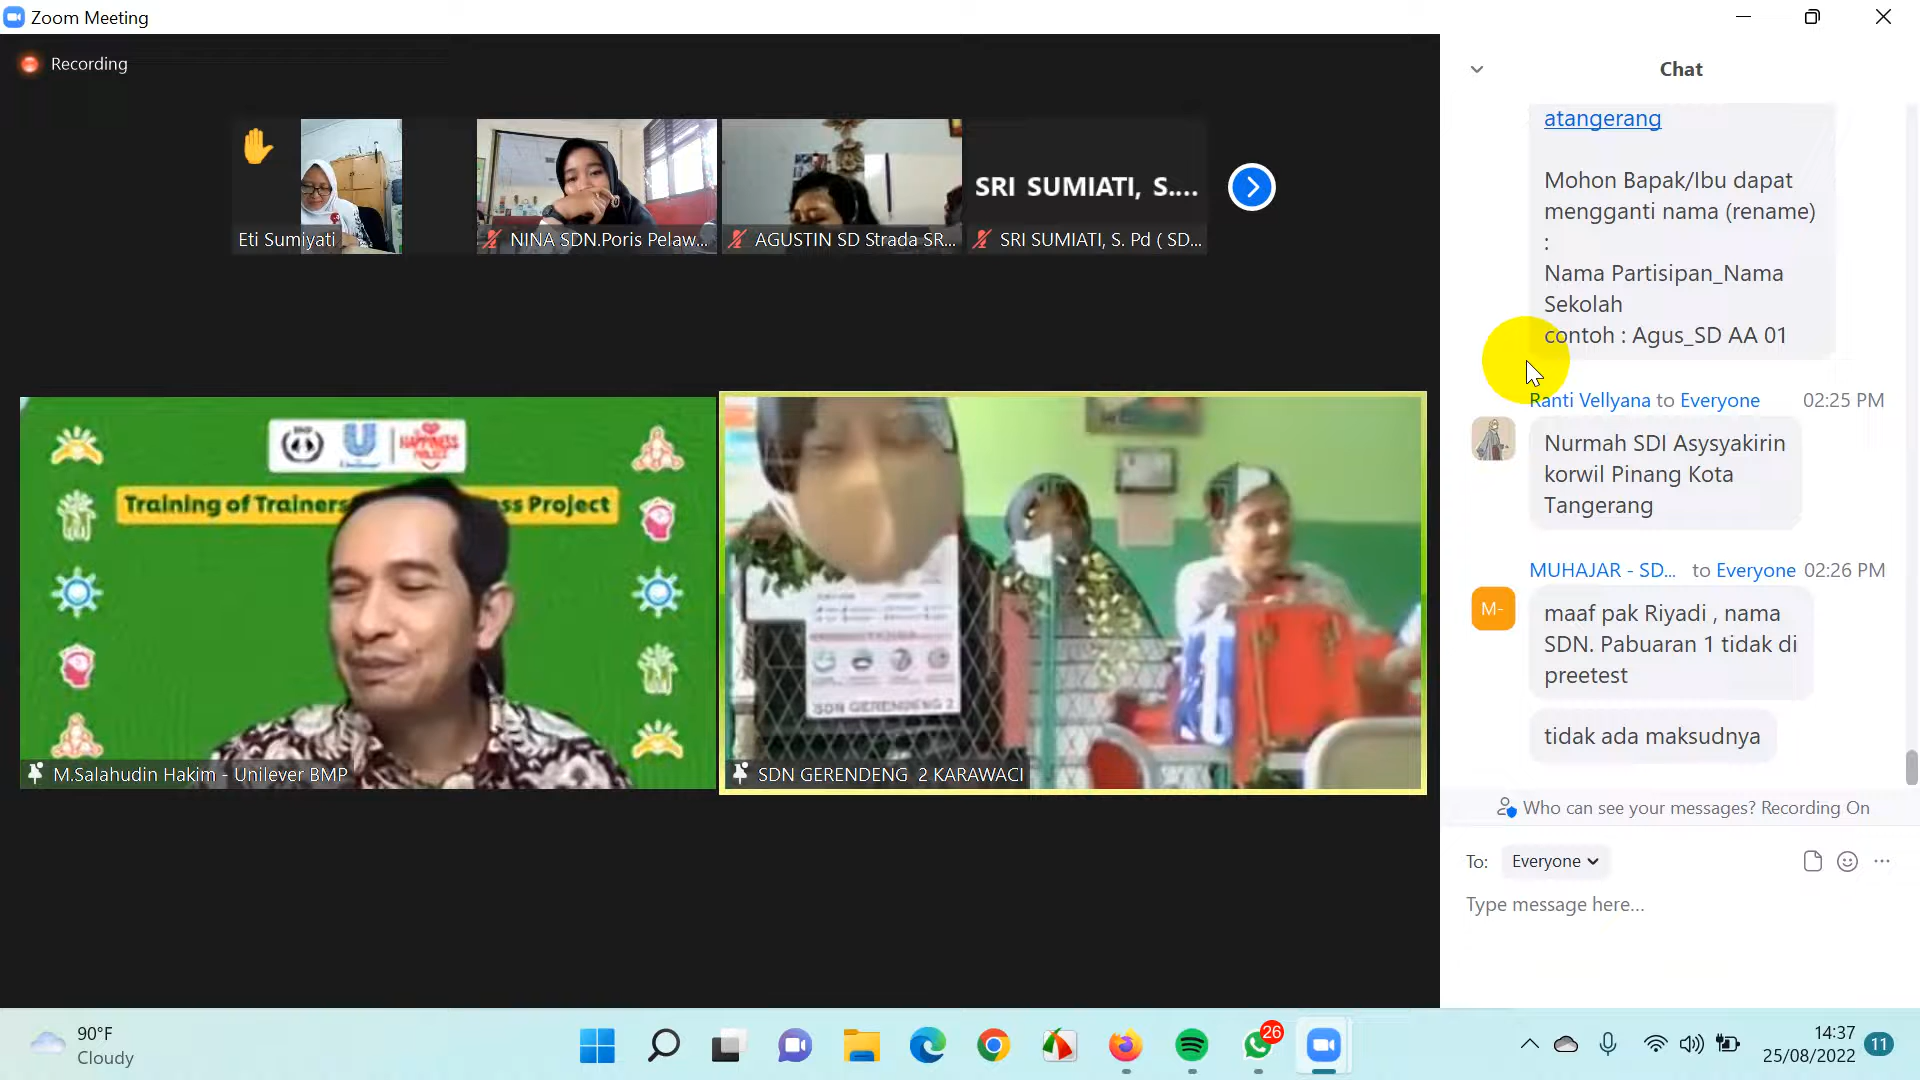 Zoom Meeting
Recording
Eti Sumiyati
NINA SDN.Poris Pelaw...
AGUSTIN SD Strada SR...
SRI SUMIATI, S....
SRI SUMIATI, S. Pd ( SD...
HAPPINESS
Training of Trainers
ss Project
M.Salahudin Hakim - Unilever BMP
SDN GERENDENG 2
SDN GERENDENG 2 KARAWACI
Chat
atangerang
Mohon Bapak/Ibu dapat
mengganti nama (rename)
:
Nama Partisipan_Nama
Sekolah
contoh : Agus_SD AA 01
Ranti Vellyana to Everyone 02:25 PM
Nurmah SDI Asysyakirin
korwil Pinang Kota
Tangerang
MUHAJAR - SD... to Everyone 02:26 PM
M-
maaf pak Riyadi , nama
SDN. Pabuaran 1 tidak di
preetest
tidak ada maksudnya
Who can see your messages? Recording On
To: Everyone
Type message here...
90°F
Cloudy
26
14:37
25/08/2022
11